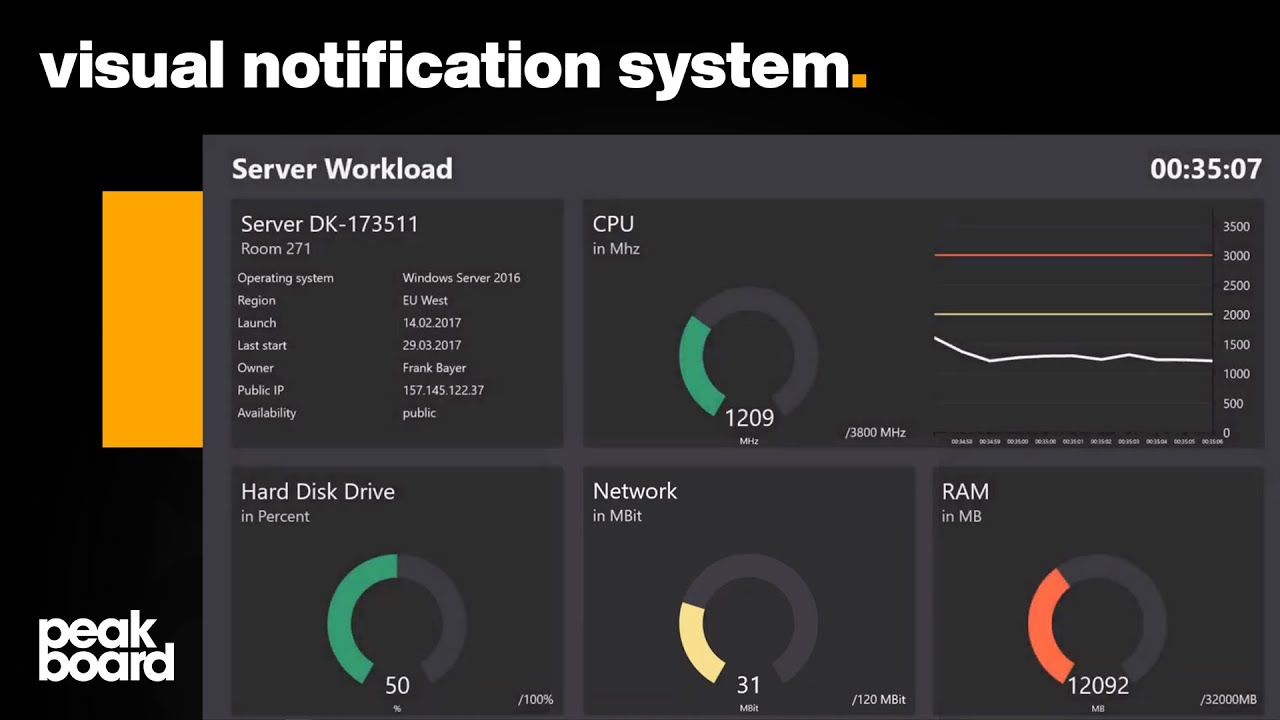 visual notification system.
Server Workload
00:35:07
Server DK-173511
Room 271
Operating system Windows Server 2016
Region EU West
Launch 14.02.2017
Last start 29.03.2017
Owner Frank Bayer
Public IP 157.145.122.37
Availability public
CPU
in Mhz
1209
MHz
/3800 MHz
3500
3000
2500
2000
1500
1000
500
0
00:34:58 00:34:59 00:35:00 00:35:00 00:35:01 00:35:02 00:35:03 00:35:04 00:35:05 00:35:06
Hard Disk Drive
in Percent
50
%
/100%
Network
in MBit
31
MBit
/120 MBit
RAM
in MB
12092
MB
/32000MB
peak
board